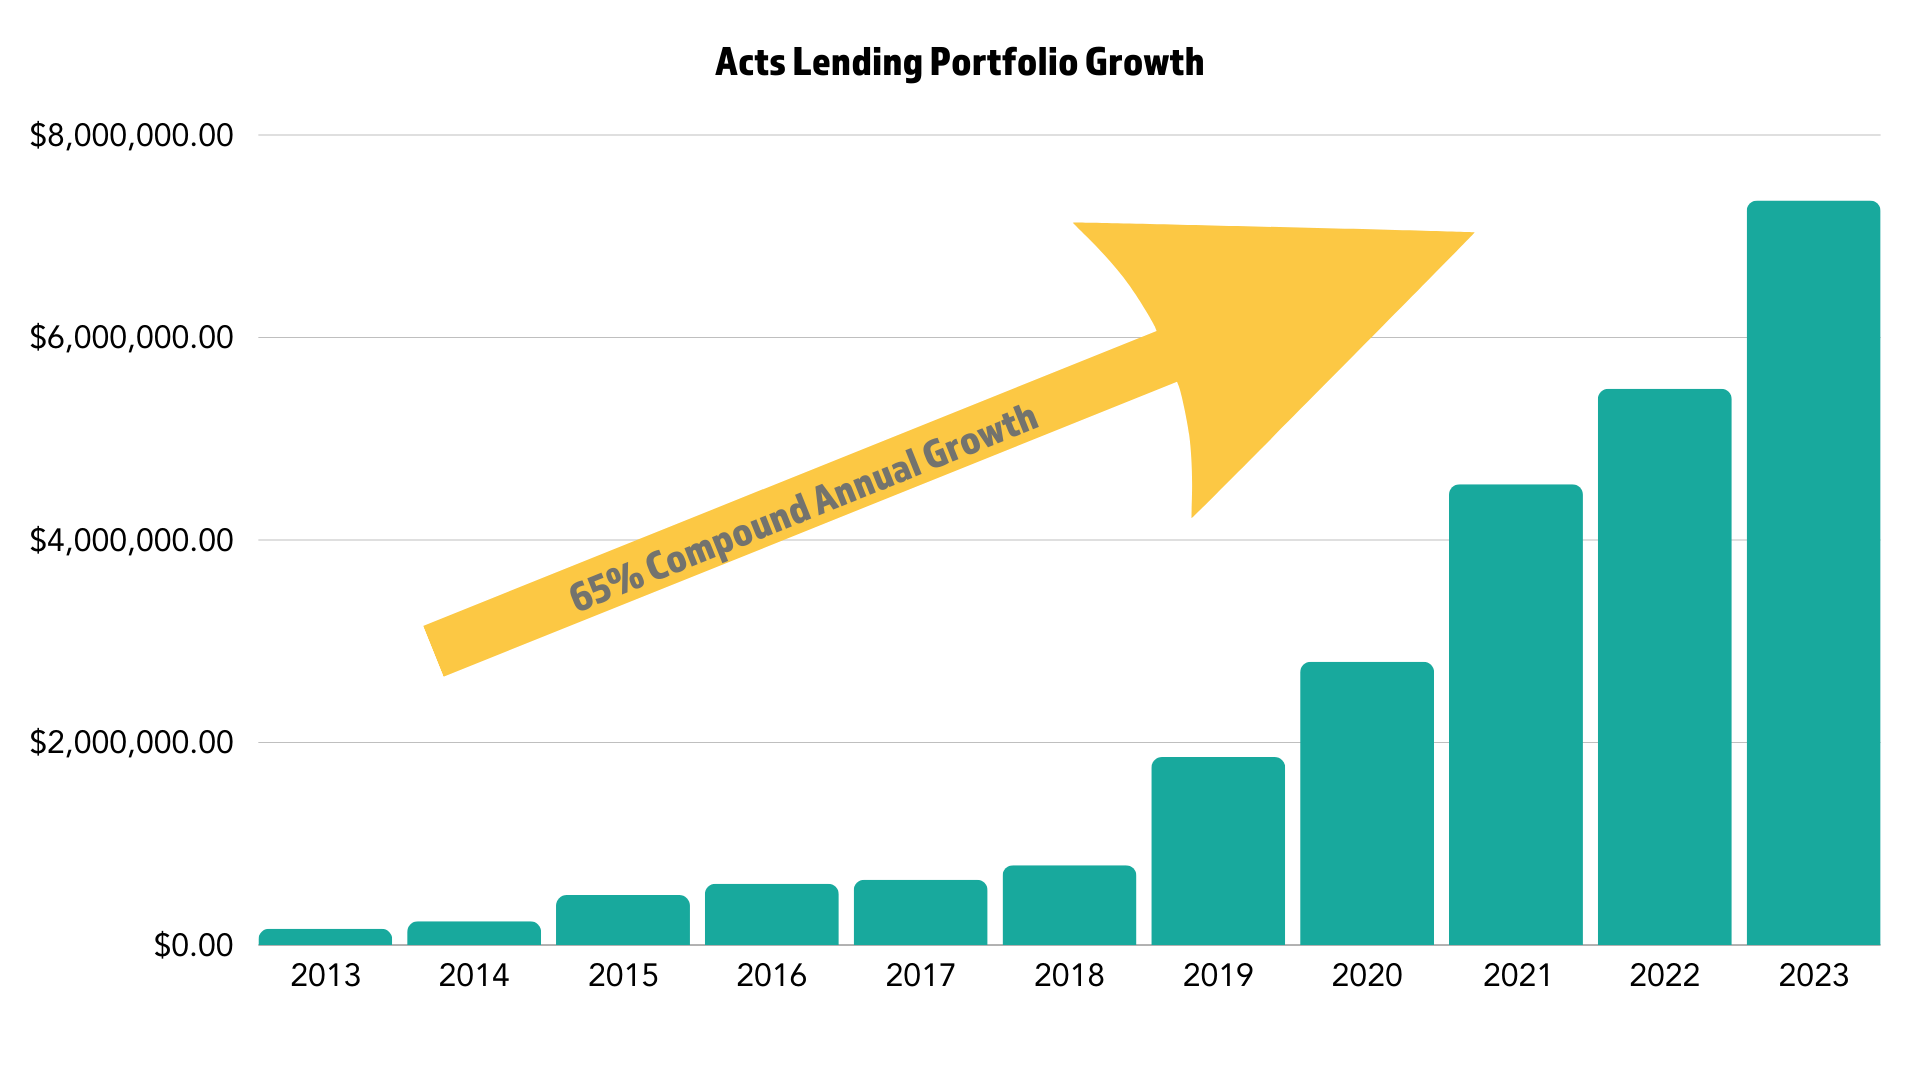 Acts Lending Portfolio Growth
$8,000,000.00
$6,000,000.00
$4,000,000.00
$2,000,000.00
$0.00
65% Compound Annual Growth
2013 2014 2015 2016 2017 2018 2019 2020 2021 2022 2023